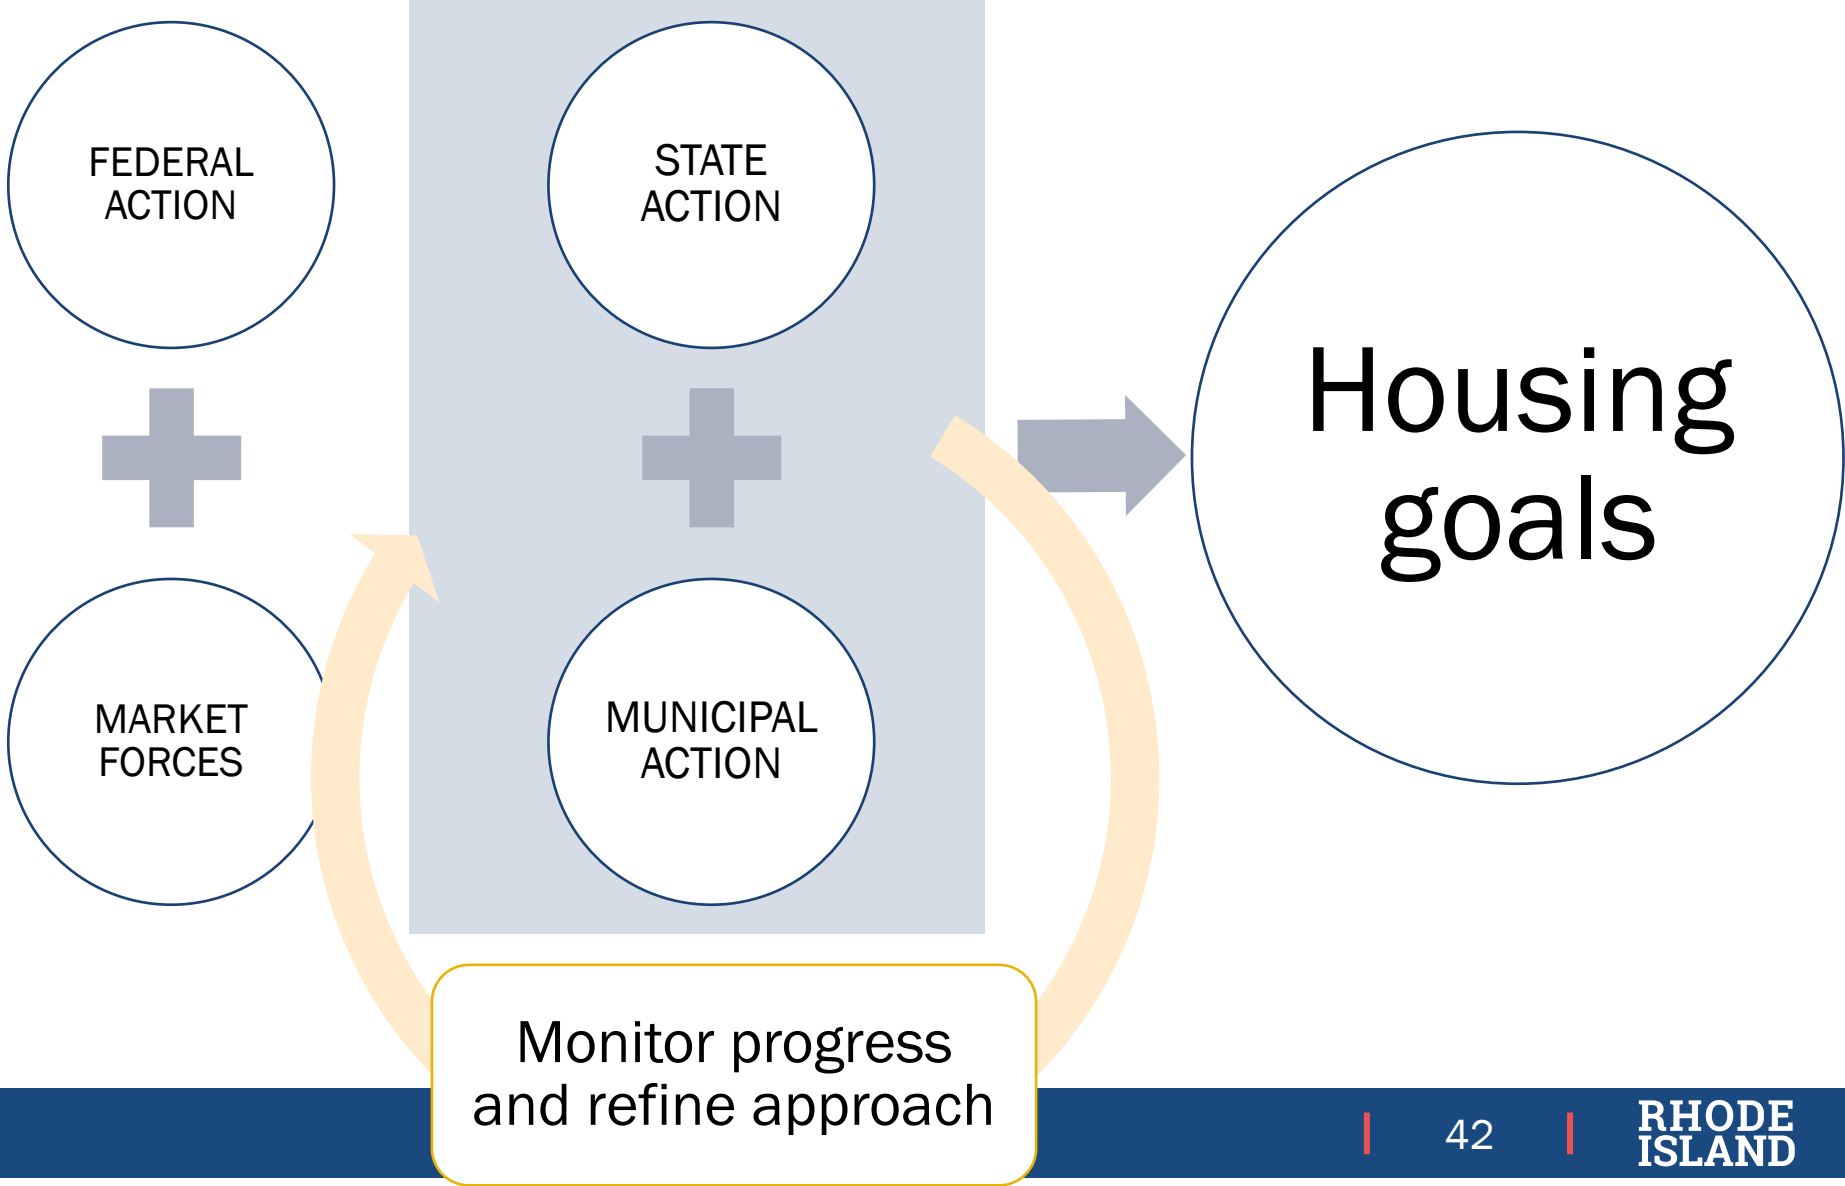 FEDERAL
ACTION
STATE
ACTION
Housing
goals
MARKET
FORCES
MUNICIPAL
ACTION
Monitor progress
and refine approach
42
RHODE
ISLAND